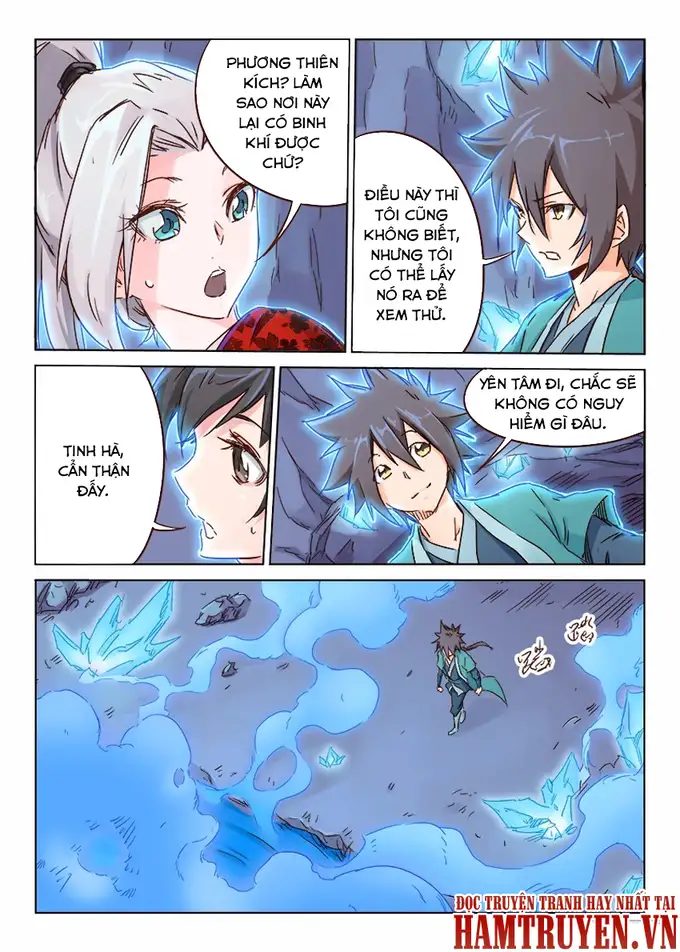 PHƯƠNG THIÊN
KÍCH? LÀM
SAO NƠI NÀY
LẠI CÓ BINH
KHÍ ĐƯỢC
CHỨ?
ĐIỀU NÀY THÌ
TÔI CŨNG
KHÔNG BIẾT,
NHƯNG TÔI
CÓ THỂ LẤY
NÓ RA ĐỂ
XEM THỬ.
TINH HÀ,
CẨN THẬN
ĐẤY.
YÊN TÂM ĐI, CHẮC SẼ
KHÔNG CÓ NGUY
HIỂM GÌ ĐÂU.
ĐỌC TRUYỆN TRANH HAY NHẤT TẠI
HAMTRUYEN.VN